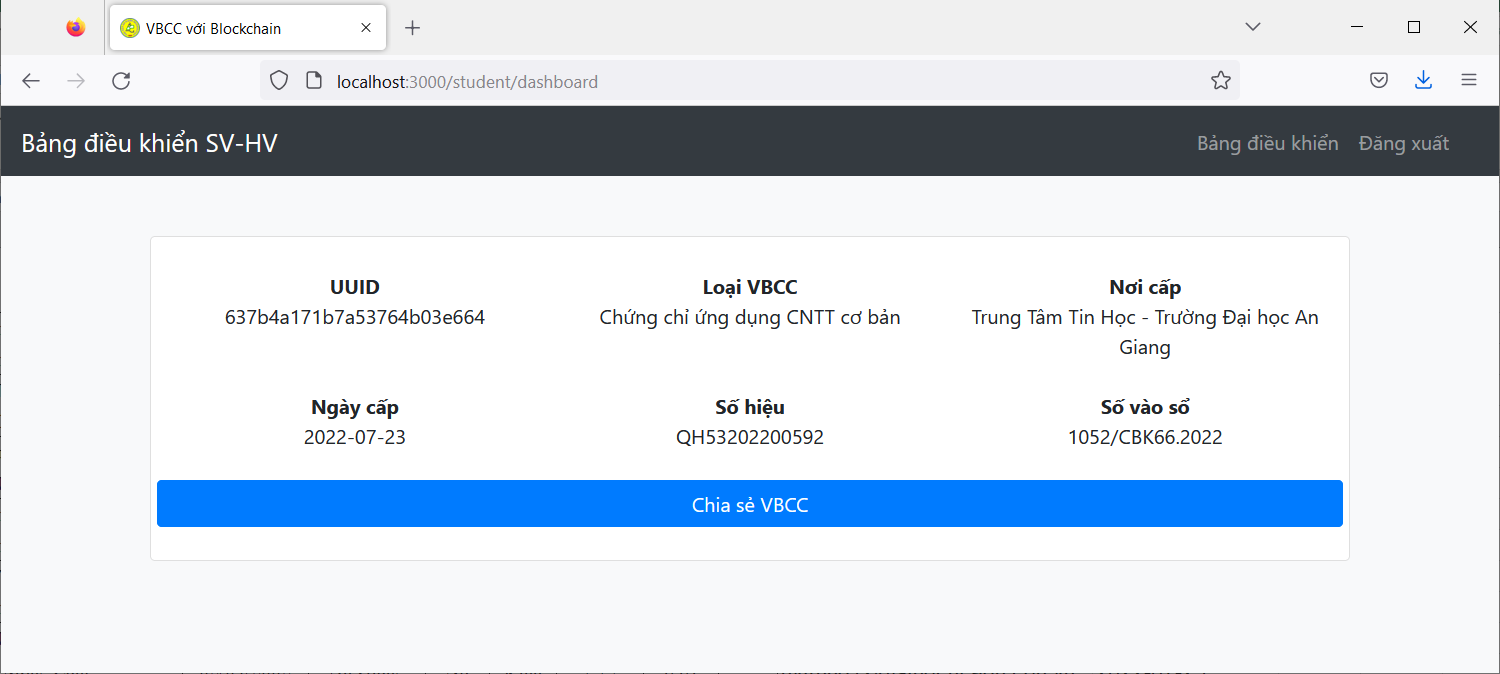 VBCC với Blockchain
localhost:3000/student/dashboard
Bảng điều khiển SV-HV
Bảng điều khiển
Đăng xuất
UUID
637b4a171b7a53764b03e664
Loại VBCC
Chứng chỉ ứng dụng CNTT cơ bản
Nơi cấp
Trung Tâm Tin Học - Trường Đại học An
Giang
Ngày cấp
2022-07-23
Số hiệu
QH53202200592
Số vào sổ
1052/CBK66.2022
Chia sẻ VBCC